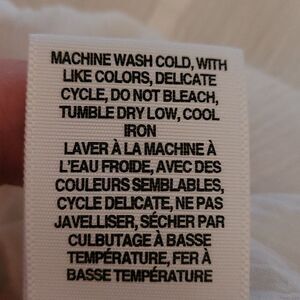 MACHINE WASH COLD, WITH
LIKE COLORS, DELICATE
CYCLE, DO NOT BLEACH,
TUMBLE DRY LOW, COOL
IRON
LAVER À LA MACHINE À
L'EAU FROIDE, AVEC DES
COULEURS SEMBLABLES,
CYCLE DELICATE, NE PAS
JAVELLISER, SÉCHER PAR
CULBUTAGE À BASSE
TEMPÉRATURE, FER À
BASSE TEMPÉRATURE